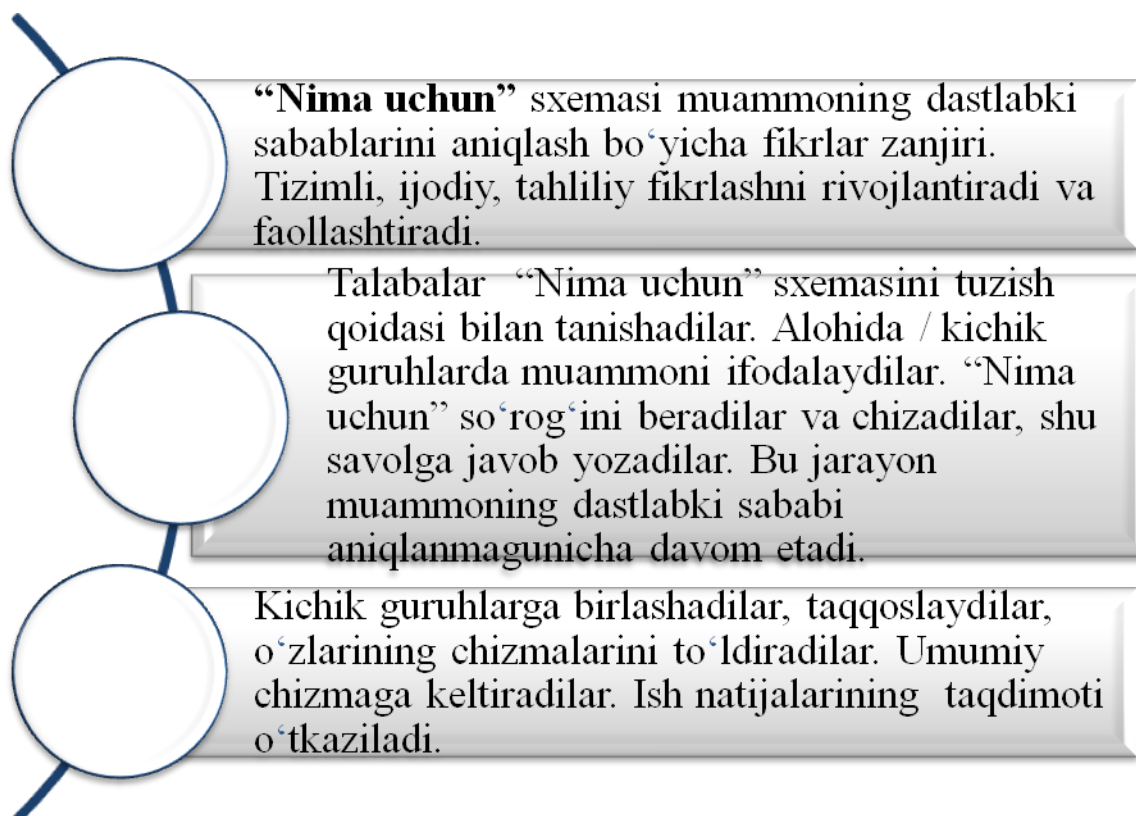 “Nima uchun” sxemasi muammoning dastlabki
sabablarini aniqlash bo‘yicha fikrlar zanjiri.
Tizimli, ijodiy, tahliliy fikrlashni rivojlantiradi va
faollashtiradi.
Talabalar “Nima uchun” sxemasini tuzish
qoidasi bilan tanishadilar. Alohida / kichik
guruhlarda muammoni ifodalaydilar. “Nima
uchun” so‘rog‘ini beradilar va chizadilar, shu
savolga javob yozadilar. Bu jarayon
muammoning dastlabki sababi
aniqlanmagunicha davom etadi.
Kichik guruhlarga birlashadilar, taqqoslaydilar,
o‘zlarining chizmalarini to‘ldiradilar. Umumiy
chizmaga keltiradilar. Ish natijalarining taqdimoti
o‘tkaziladi.